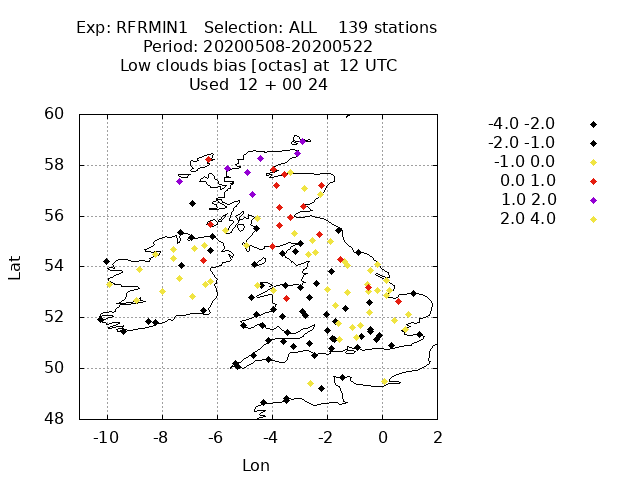 Exp: RFRMIN1   Selection: ALL    139 stations
Period: 20200508-20200522
Low clouds bias [octas] at  12 UTC
Used  12 + 00 24
60
58
56
54
52
50
48
Lat
-10 -8 -6 -4 -2 0 2
Lon
-4.0 -2.0
-2.0 -1.0
-1.0 0.0
0.0 1.0
1.0 2.0
2.0 4.0